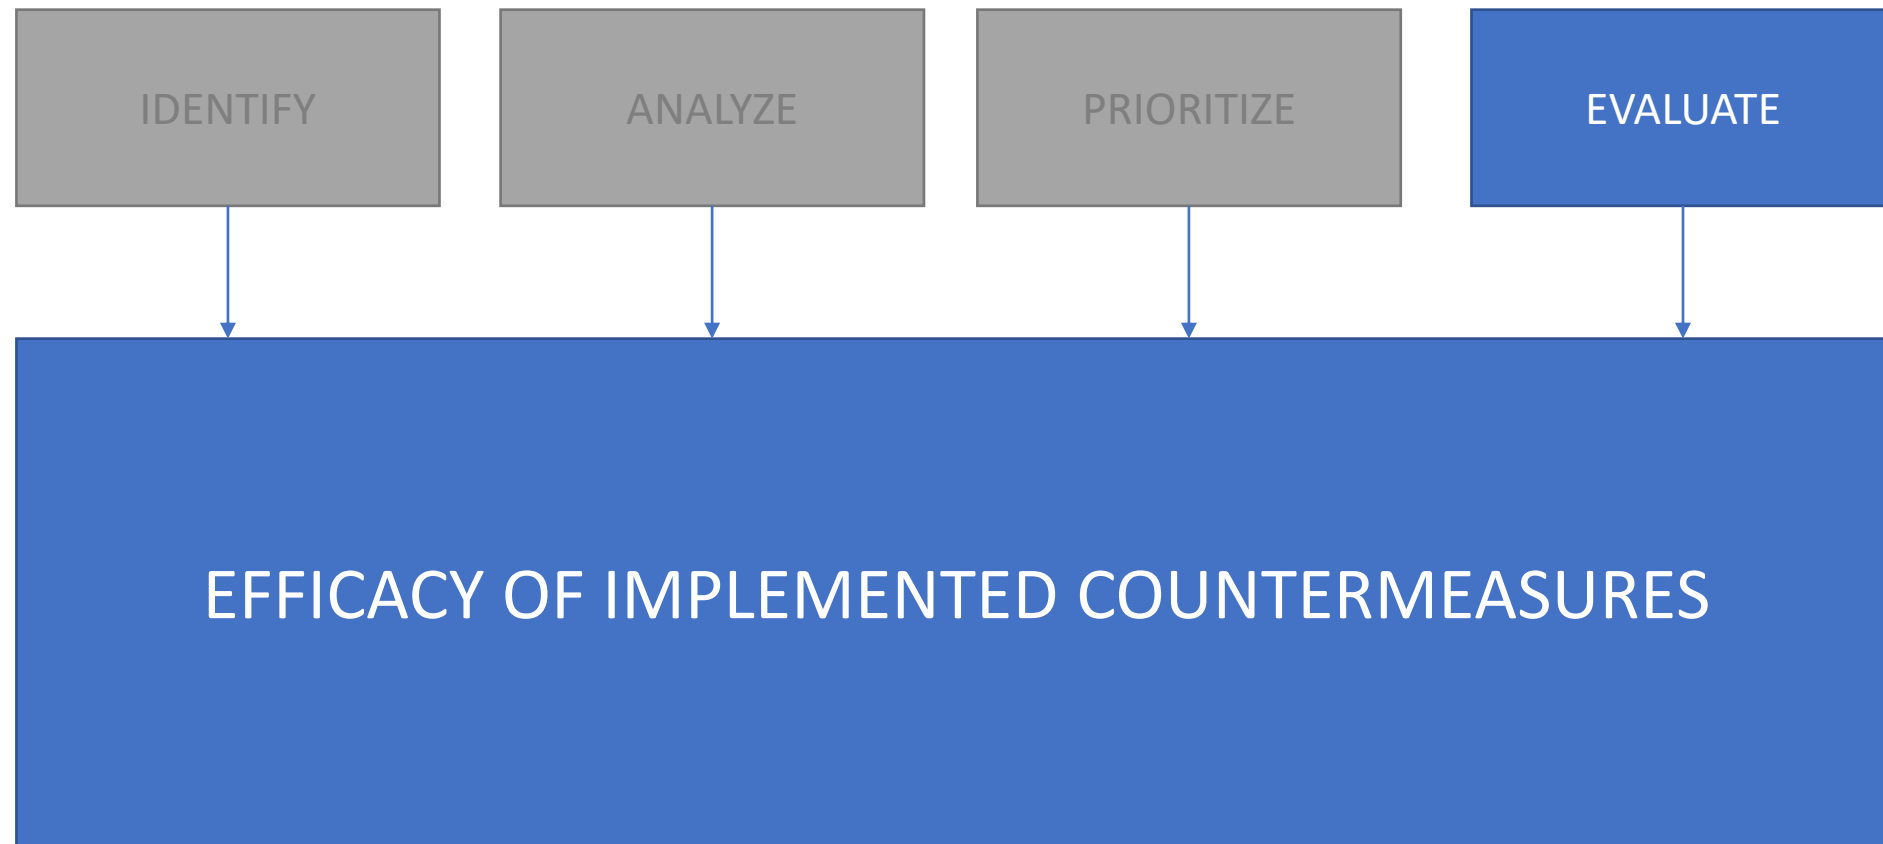 IDENTIFY
ANALYZE
PRIORITIZE
EVALUATE
EFFICACY OF IMPLEMENTED COUNTERMEASURES